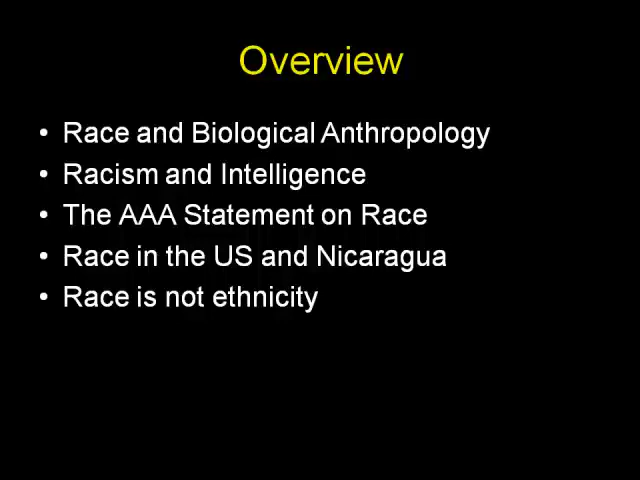 Overview
• Race and Biological Anthropology
• Racism and Intelligence
• The AAA Statement on Race
• Race in the US and Nicaragua
• Race is not ethnicity